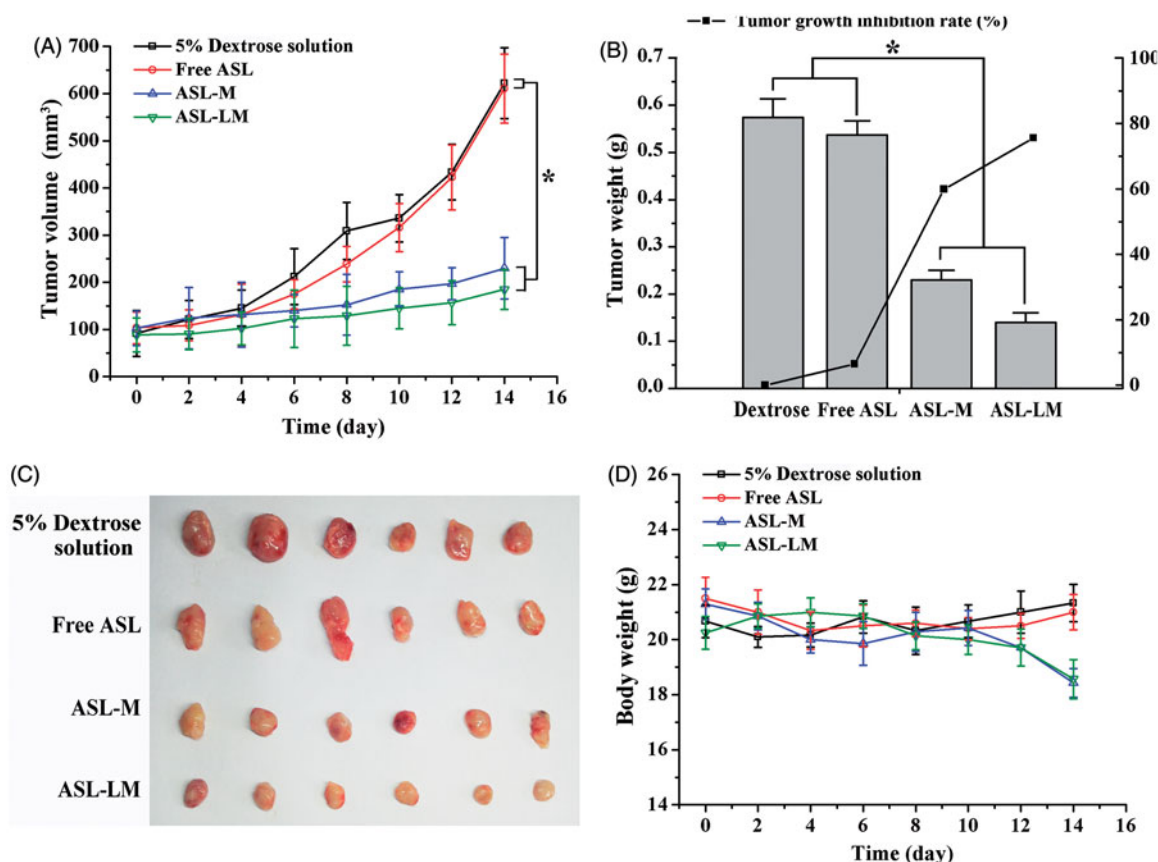 (A)
5% Dextrose solution
Free ASL
ASL-M
ASL-LM
Tumor volume (mm³)
700
600
500
400
300
200
100
0
*
0 2 4 6 8 10 12 14 16
Time (day)
(B)
Tumor growth inhibition rate (%)
Tumor weight (g)
0.7
0.6
0.5
0.4
0.3
0.2
0.1
0.0
*
100
80
60
40
20
0
Dextrose Free ASL ASL-M ASL-LM
(C)
5% Dextrose
solution
Free ASL
ASL-M
ASL-LM
(D)
5% Dextrose solution
Free ASL
ASL-M
ASL-LM
Body weight (g)
26
24
22
20
18
16
14
0 2 4 6 8 10 12 14 16
Time (day)